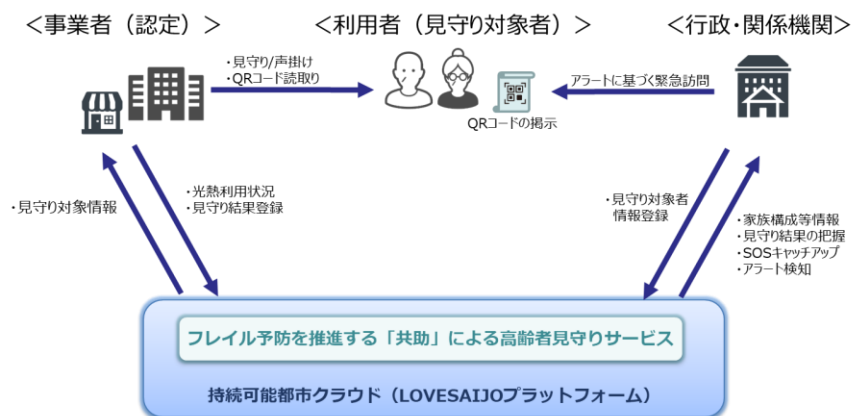 ＜事業者（認定）＞
＜利用者（見守り対象者）＞
＜行政・関係機関＞
・見守り/声掛け
・QRコード読取り
アラートに基づく緊急訪問
QRコードの掲示
・見守り対象情報
・光熱利用状況
・見守り結果登録
・見守り対象者
情報登録
・家族構成等情報
・見守り結果の把握
・SOSキャッチアップ
・アラート検知
フレイル予防を推進する「共助」による高齢者見守りサービス
持続可能都市クラウド（LOVESAIJOプラットフォーム）